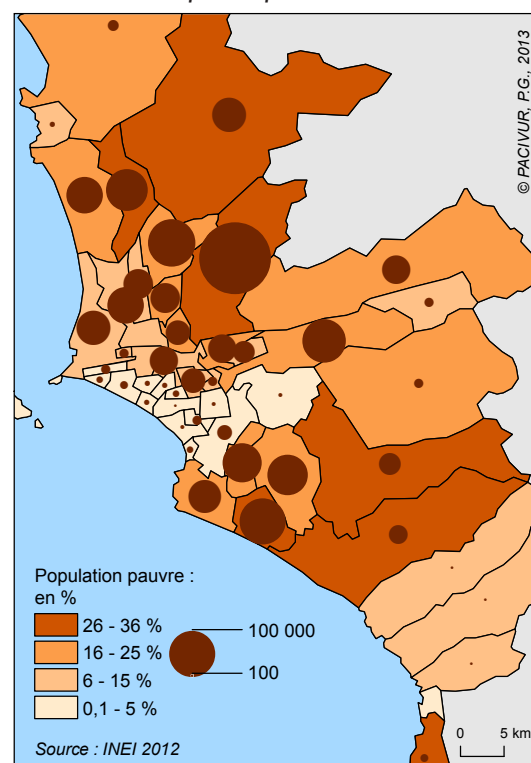 © PACIVUR, P.G., 2013
Population pauvre :
en %
26 - 36 %
16 - 25 %
6 - 15 %
0,1 - 5 %
100 000
100
Source : INEI 2012
0 5 km